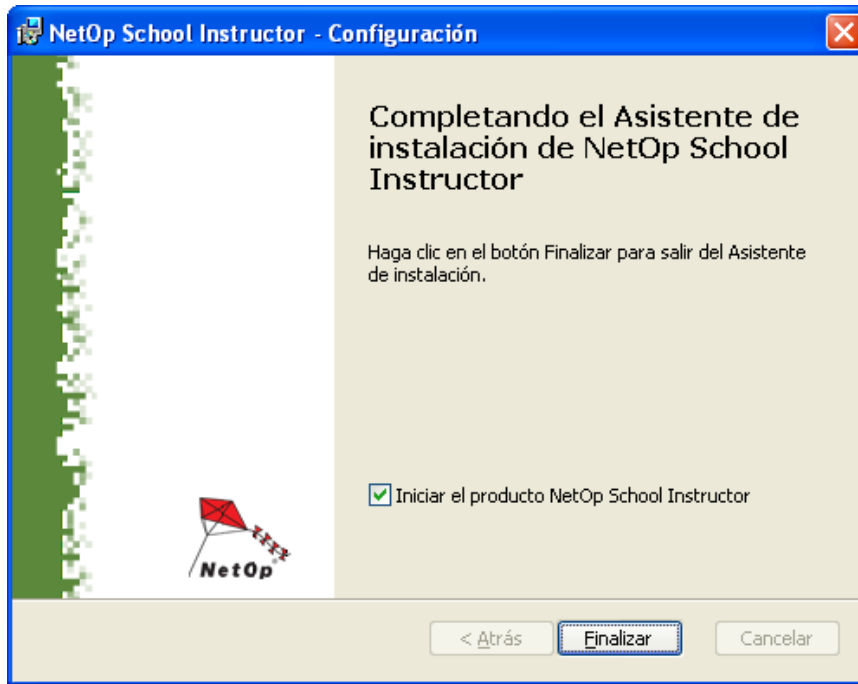 NetOp School Instructor - Configuración
Completando el Asistente de
instalación de NetOp School
Instructor
Haga clic en el botón Finalizar para salir del Asistente
de instalación.
Iniciar el producto NetOp School Instructor
NetOp
< Atrás
Finalizar
Cancelar